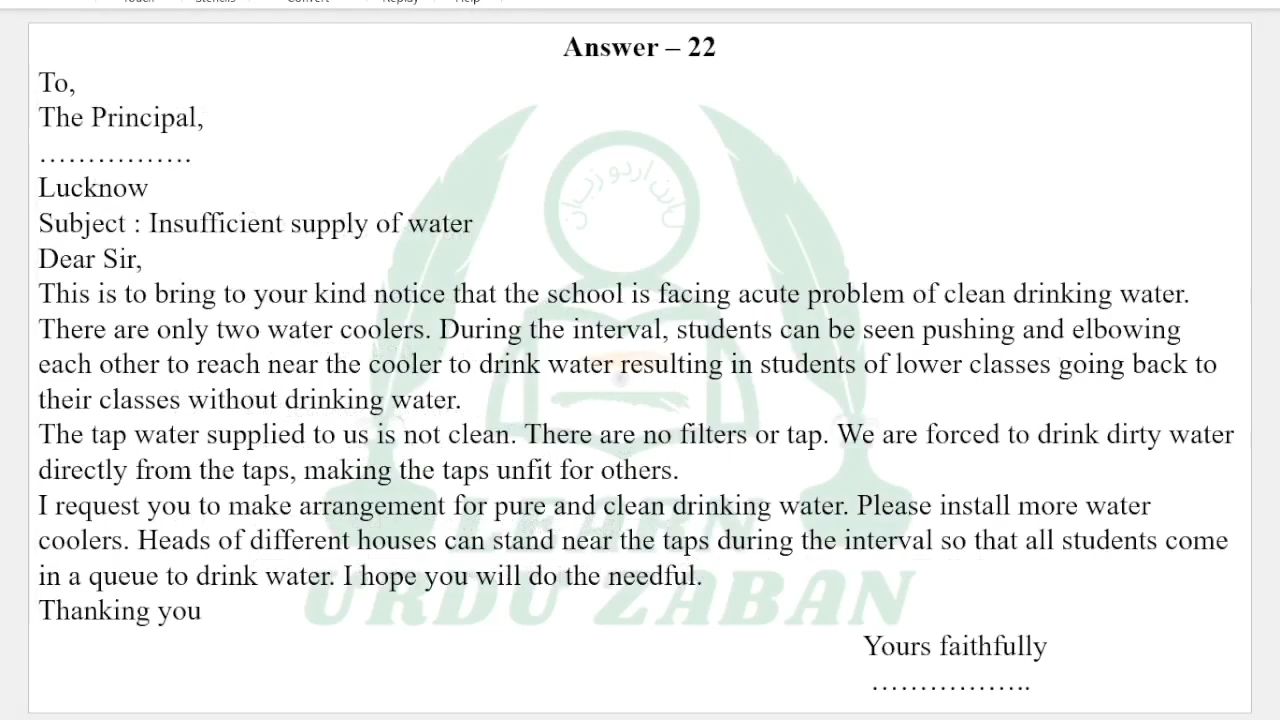 Answer – 22
To,
The Principal,
…………….
Lucknow
Subject : Insufficient supply of water
Dear Sir,
This is to bring to your kind notice that the school is facing acute problem of clean drinking water.
There are only two water coolers. During the interval, students can be seen pushing and elbowing
each other to reach near the cooler to drink water resulting in students of lower classes going back to
their classes without drinking water.
The tap water supplied to us is not clean. There are no filters or tap. We are forced to drink dirty water
directly from the taps, making the taps unfit for others.
I request you to make arrangement for pure and clean drinking water. Please install more water
coolers. Heads of different houses can stand near the taps during the interval so that all students come
in a queue to drink water. I hope you will do the needful.
Thanking you
Yours faithfully
……………..
LEARN
URDU ZABAN